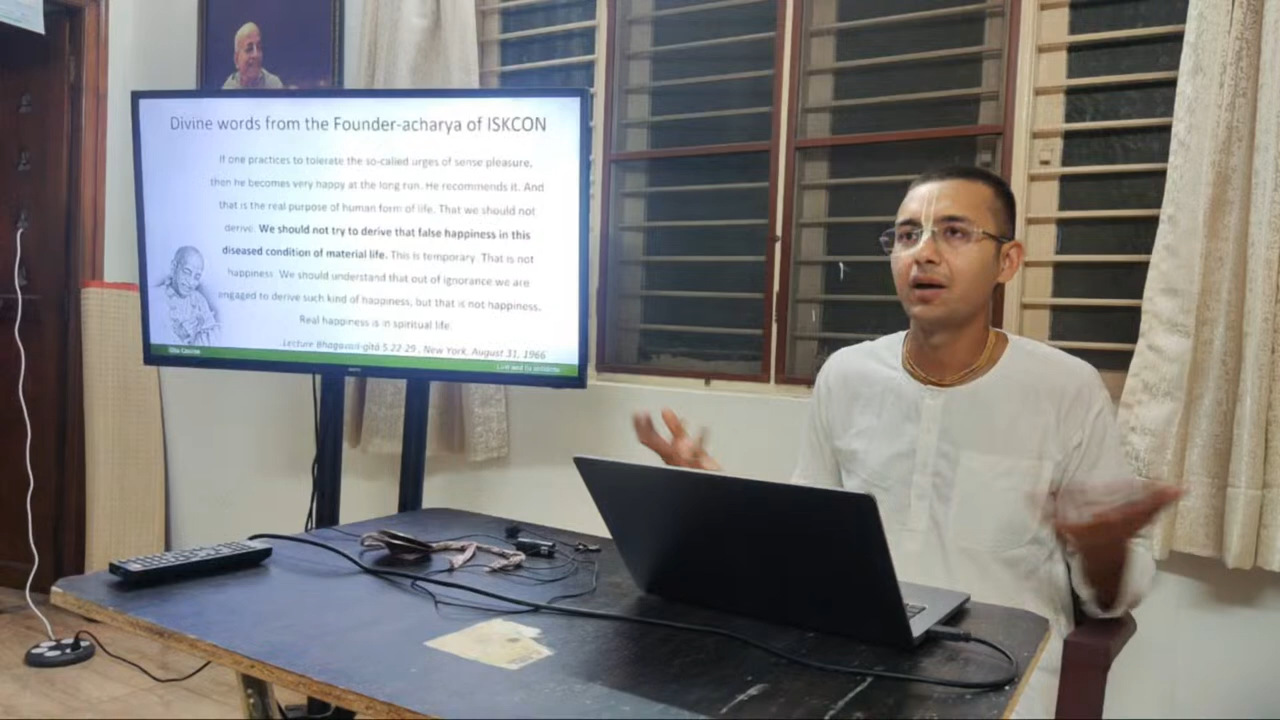 Divine words from the Founder-acharya of ISKCON
If one practices to tolerate the so-called urges of sense pleasure,
then he becomes very happy at the long run. He recommends it. And
that is the real purpose of human form of life. That we should not
derive. We should not try to derive that false happiness in this
diseased condition of material life. This is temporary. That is not
happiness. We should understand that out of ignorance we are
engaged to derive such kind of happiness, but that is not happiness.
Real happiness is in spiritual life.
Lecture Bhagavad-gītā 5.22-29, New York, August 31, 1966
Gita Course